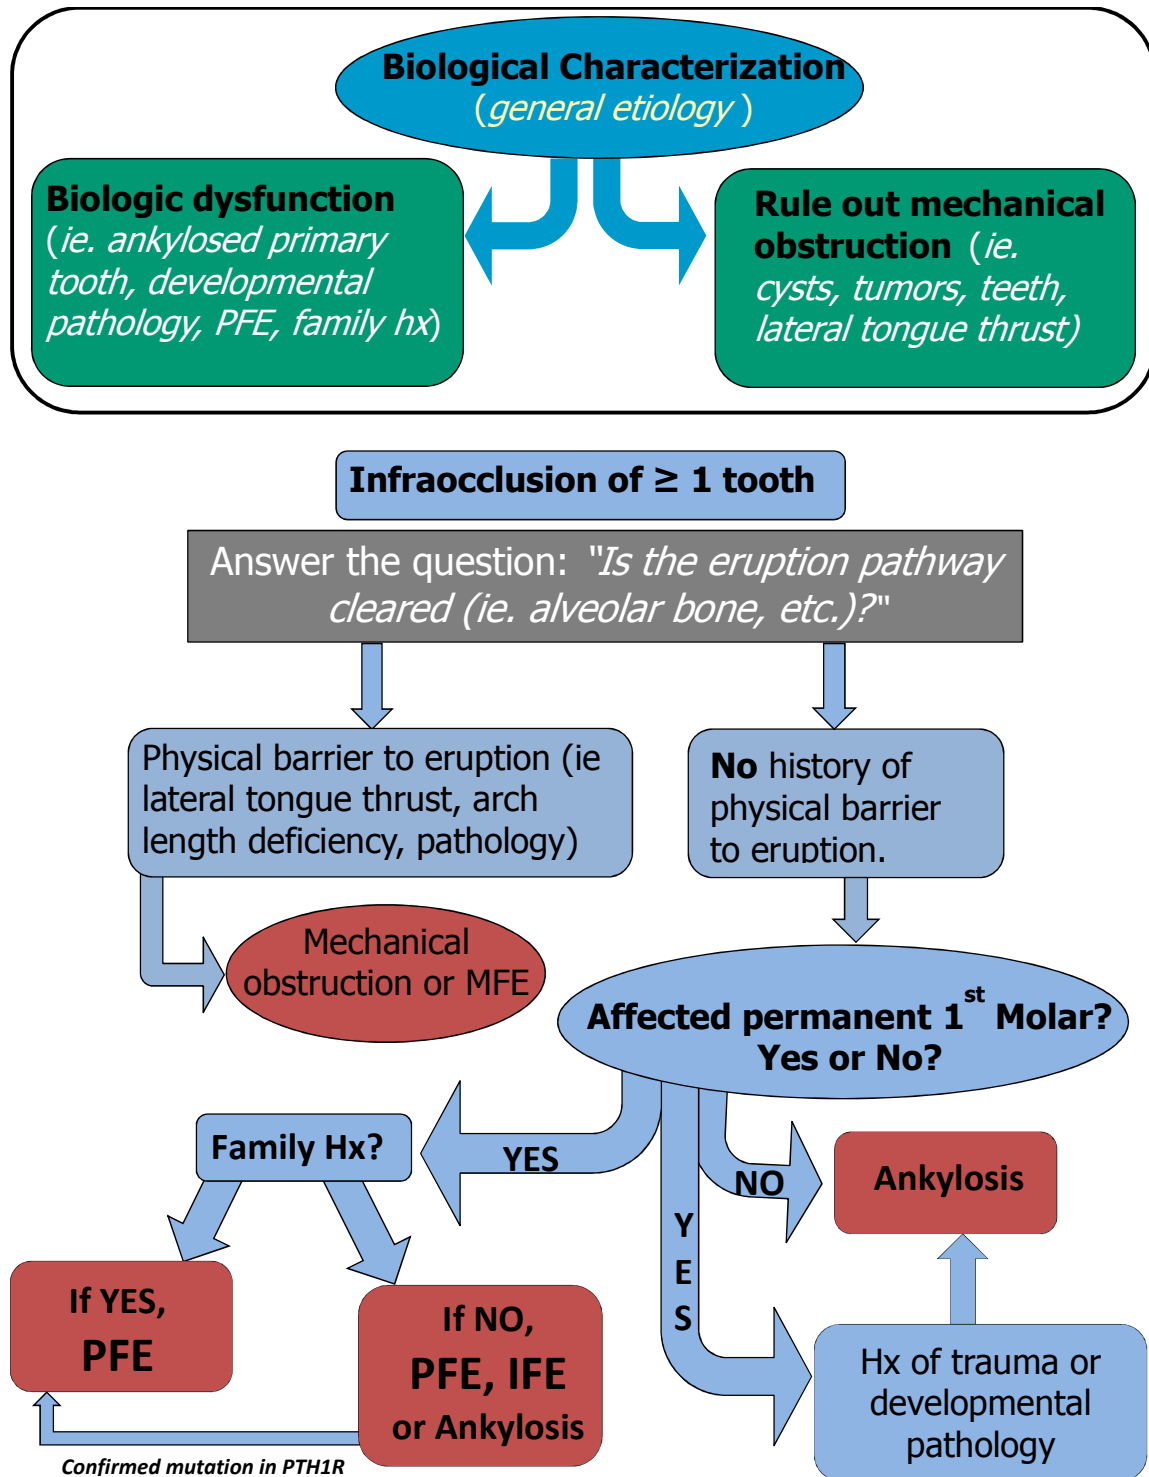 Biological Characterization
(general etiology )
Biologic dysfunction
(ie. ankylosed primary
tooth, developmental
pathology, PFE, family hx)
Rule out mechanical
obstruction (ie.
cysts, tumors, teeth,
lateral tongue thrust)
Infraocclusion of ≥ 1 tooth
Answer the question: "Is the eruption pathway
cleared (ie. alveolar bone, etc.)?"
Physical barrier to eruption (ie
lateral tongue thrust, arch
length deficiency, pathology)
No history of
physical barrier
to eruption.
Mechanical
obstruction or MFE
Affected permanent 1st Molar?
Yes or No?
Family Hx?
YES
NO
YES
Ankylosis
If YES,
PFE
If NO,
PFE, IFE
or Ankylosis
Hx of trauma or
developmental
pathology
Confirmed mutation in PTH1R